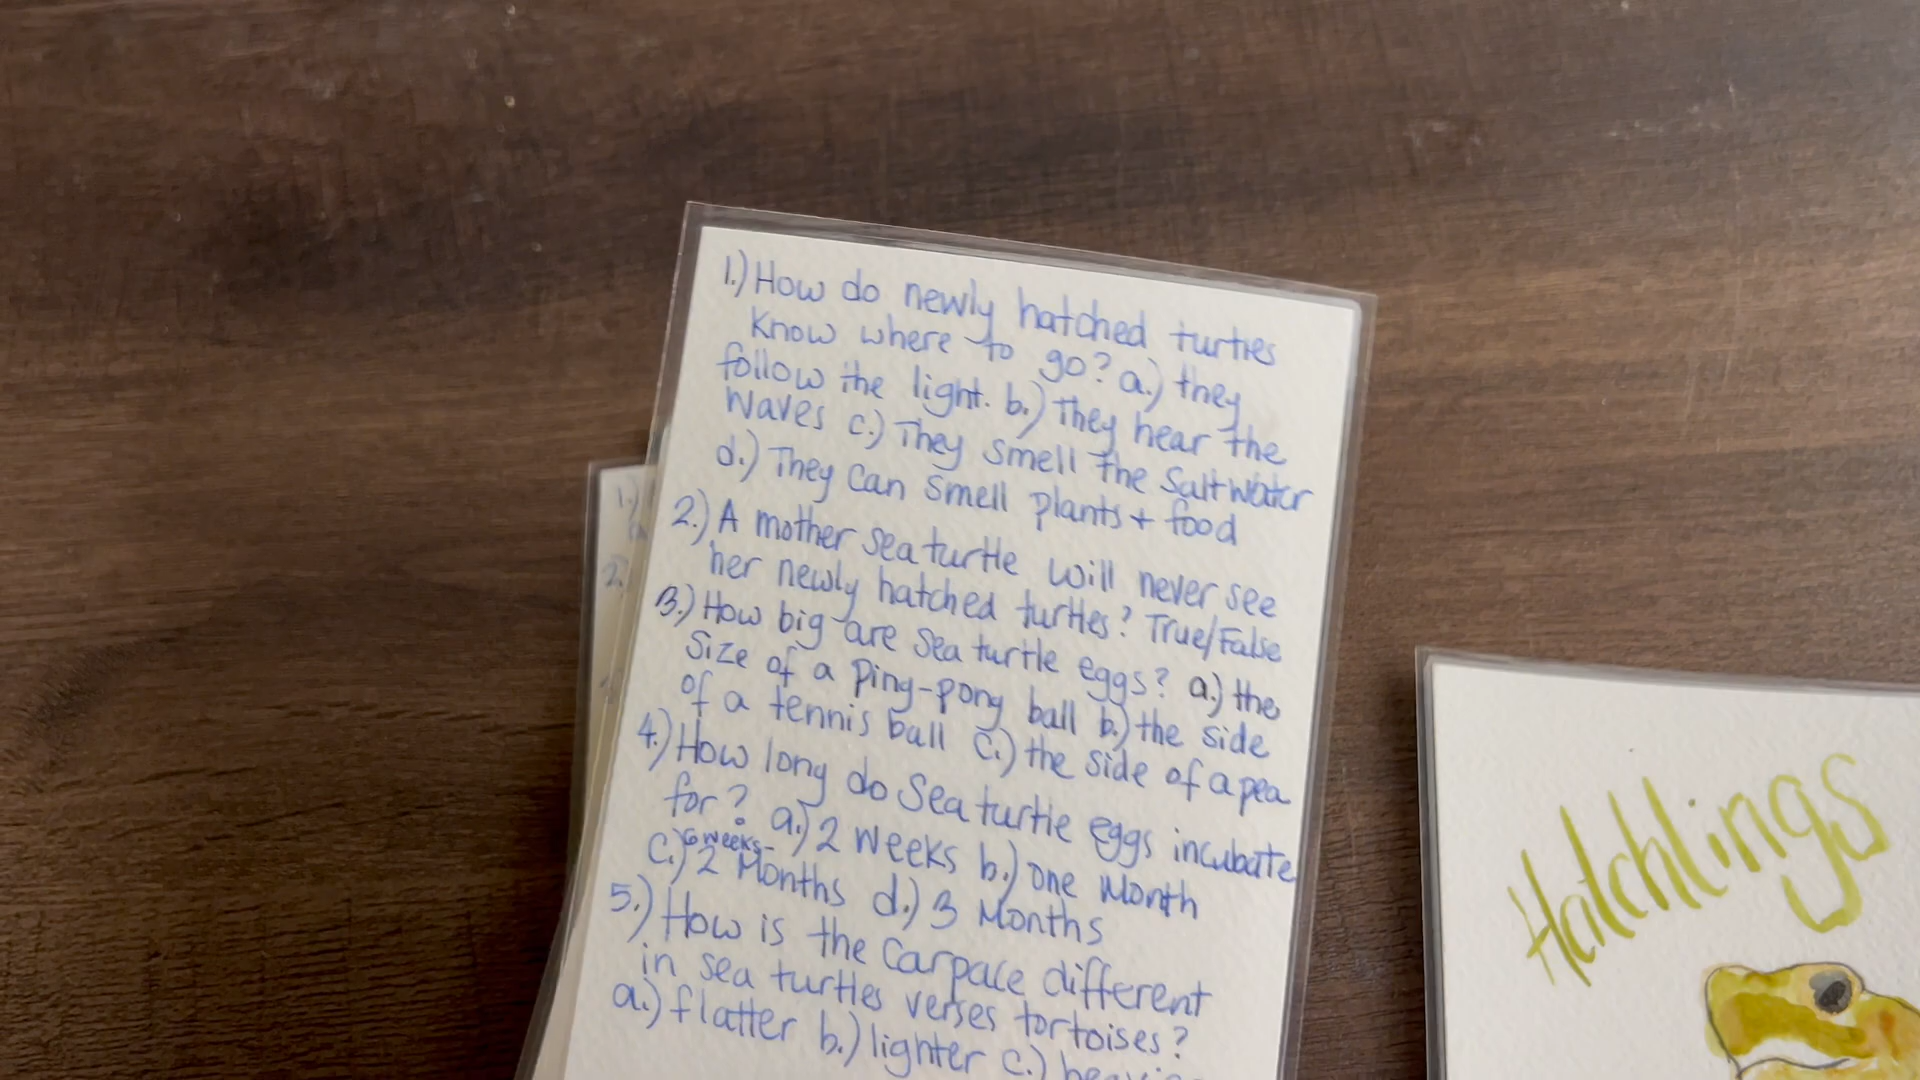 1.) How do newly hatched turtles
know where to go? a.) they
follow the light. b.) They hear the
waves c.) They smell the saltwater
d.) They can smell plants + food
2.) A mother sea turtle will never see
her newly hatched turtles? True/False
3.) How big are sea turtle eggs? a.) the
size of a ping-pong ball b.) the side
of a tennis ball c.) the side of a pea
4.) How long do sea turtle eggs incubate
for? a.) 2 weeks b.) one Month
c.) 6 weeks-
2 Months d.) 3 Months
5.) How is the carpace different
in sea turtles verses tortoises?
a.) flatter b.) lighter c.)
1.)
2.
Hatchlings